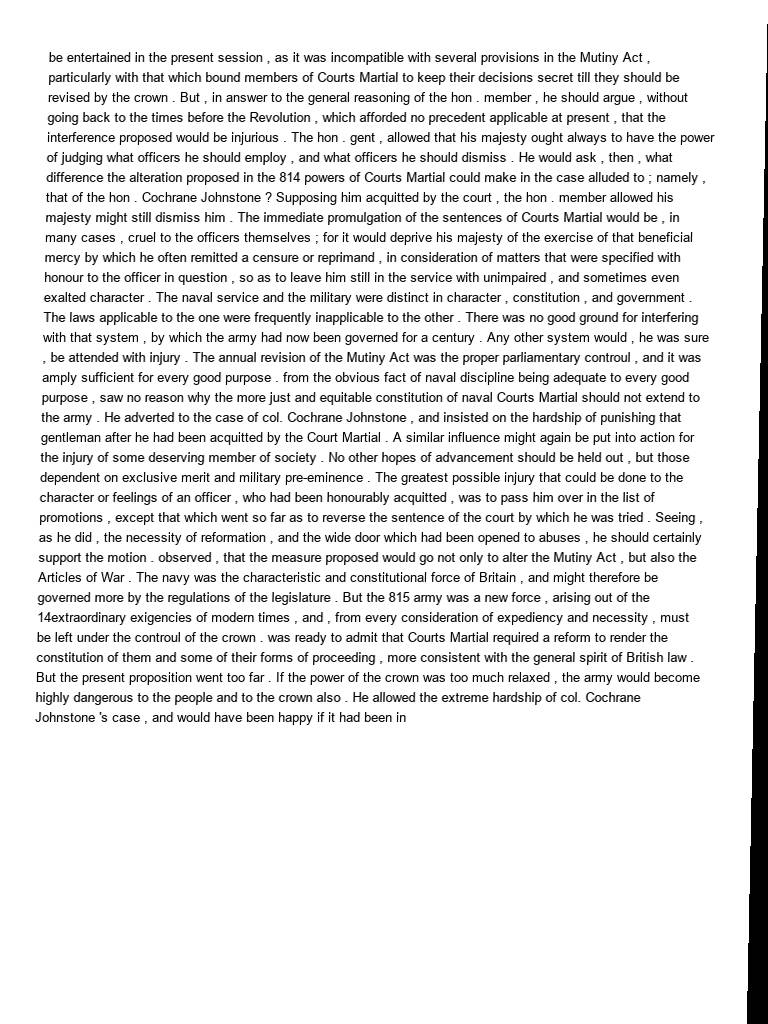 be entertained in the present session , as it was incompatible with several provisions in the Mutiny Act ,
particularly with that which bound members of Courts Martial to keep their decisions secret till they should be
revised by the crown . But , in answer to the general reasoning of the hon . member , he should argue , without
going back to the times before the Revolution , which afforded no precedent applicable at present , that the
interference proposed would be injurious . The hon . gent , allowed that his majesty ought always to have the power
of judging what officers he should employ , and what officers he should dismiss . He would ask , then , what
difference the alteration proposed in the 814 powers of Courts Martial could make in the case alluded to ; namely ,
that of the hon . Cochrane Johnstone ? Supposing him acquitted by the court , the hon . member allowed his
majesty might still dismiss him . The immediate promulgation of the sentences of Courts Martial would be , in
many cases , cruel to the officers themselves ; for it would deprive his majesty of the exercise of that beneficial
mercy by which he often remitted a censure or reprimand , in consideration of matters that were specified with
honour to the officer in question , so as to leave him still in the service with unimpaired , and sometimes even
exalted character . The naval service and the military were distinct in character , constitution , and government .
The laws applicable to the one were frequently inapplicable to the other . There was no good ground for interfering
with that system , by which the army had now been governed for a century . Any other system would , he was sure
, be attended with injury . The annual revision of the Mutiny Act was the proper parliamentary controul , and it was
amply sufficient for every good purpose . from the obvious fact of naval discipline being adequate to every good
purpose , saw no reason why the more just and equitable constitution of naval Courts Martial should not extend to
the army . He adverted to the case of col. Cochrane Johnstone , and insisted on the hardship of punishing that
gentleman after he had been acquitted by the Court Martial . A similar influence might again be put into action for
the injury of some deserving member of society . No other hopes of advancement should be held out , but those
dependent on exclusive merit and military pre-eminence . The greatest possible injury that could be done to the
character or feelings of an officer , who had been honourably acquitted , was to pass him over in the list of
promotions , except that which went so far as to reverse the sentence of the court by which he was tried . Seeing ,
as he did , the necessity of reformation , and the wide door which had been opened to abuses , he should certainly
support the motion . observed , that the measure proposed would go not only to alter the Mutiny Act , but also the
Articles of War . The navy was the characteristic and constitutional force of Britain , and might therefore be
governed more by the regulations of the legislature . But the 815 army was a new force , arising out of the
14extraordinary exigencies of modern times , and , from every consideration of expediency and necessity , must
be left under the controul of the crown . was ready to admit that Courts Martial required a reform to render the
constitution of them and some of their forms of proceeding , more consistent with the general spirit of British law .
But the present proposition went too far . If the power of the crown was too much relaxed , the army would become
highly dangerous to the people and to the crown also . He allowed the extreme hardship of col. Cochrane
Johnstone 's case , and would have been happy if it had been in